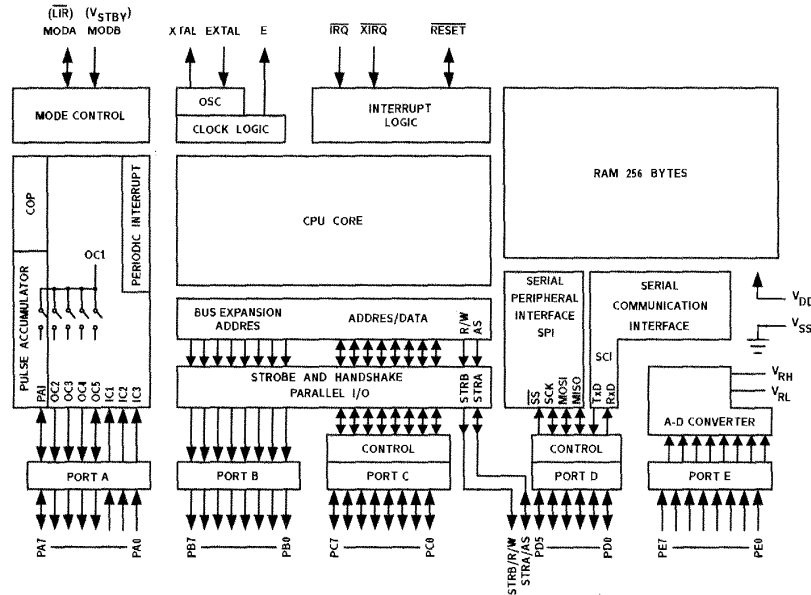 (LIR) (VSTBY)
MODA MODB
XTAL EXTAL E
IRQ XIRQ RESET
MODE CONTROL
OSC
CLOCK LOGIC
INTERRUPT
LOGIC
RAM 256 BYTES
COP
PERIODIC INTERRUPT
CPU CORE
PULSE ACCUMULATOR
OC1
PAI
OC2
OC3
OC4
OC5
IC1
IC2
IC3
BUS EXPANSION
ADDRES
ADDRES/DATA
R/W
AS
STROBE AND HANDSHAKE
PARALLEL I/O
STRB
STRA
SERIAL
PERIPHERAL
INTERFACE
SPI
SS
SCK
MOSI
MISO
SERIAL
COMMUNICATION
INTERFACE
SCI
TxD
RxD
VDD
VSS
VRH
VRL
A-D CONVERTER
CONTROL
CONTROL
PORT A
PORT B
PORT C
PORT D
PORT E
PA7
PA0
PB7
PB0
PC7
PC0
STRB/R/W
STRA/AS
PD5
PD0
PE7
PE0